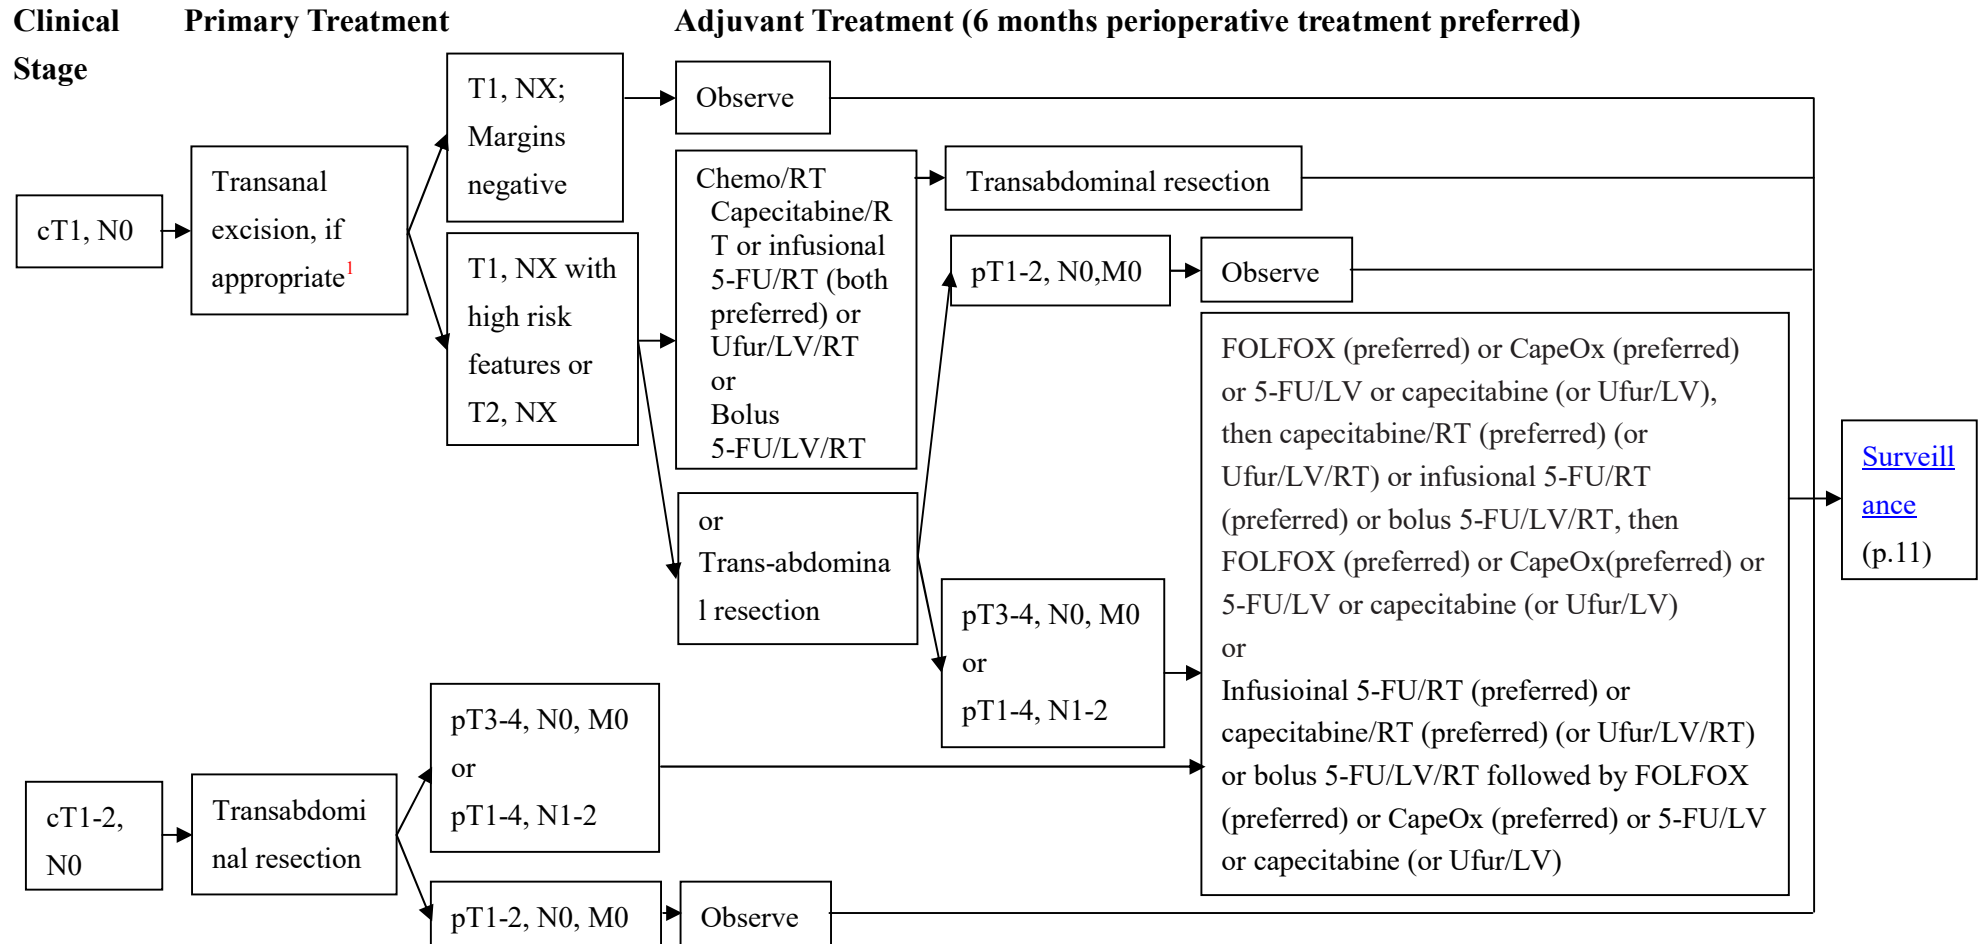 Clinical
Stage
Primary Treatment
Adjuvant Treatment (6 months perioperative treatment preferred)
cT1, N0
Transanal
excision, if
appropriate1
T1, NX;
Margins
negative
Observe
T1, NX with
high risk
features or
T2, NX
Chemo/RT
Capecitabine/R
T or infusional
5-FU/RT (both
preferred) or
Ufur/LV/RT
or
Bolus
5-FU/LV/RT
Transabdominal resection
or
Trans-abdomina
l resection
pT1-2, N0,M0
Observe
pT3-4, N0, M0
or
pT1-4, N1-2
FOLFOX (preferred) or CapeOx (preferred)
or 5-FU/LV or capecitabine (or Ufur/LV),
then capecitabine/RT (preferred) (or
Ufur/LV/RT) or infusional 5-FU/RT
(preferred) or bolus 5-FU/LV/RT, then
FOLFOX (preferred) or CapeOx(preferred) or
5-FU/LV or capecitabine (or Ufur/LV)
or
Infusioinal 5-FU/RT (preferred) or
capecitabine/RT (preferred) (or Ufur/LV/RT)
or bolus 5-FU/LV/RT followed by FOLFOX
(preferred) or CapeOx (preferred) or 5-FU/LV
or capecitabine (or Ufur/LV)
Surveill
ance
(p.11)
cT1-2,
N0
Transabdomi
nal resection
pT3-4, N0, M0
or
pT1-4, N1-2
pT1-2, N0, M0
Observe